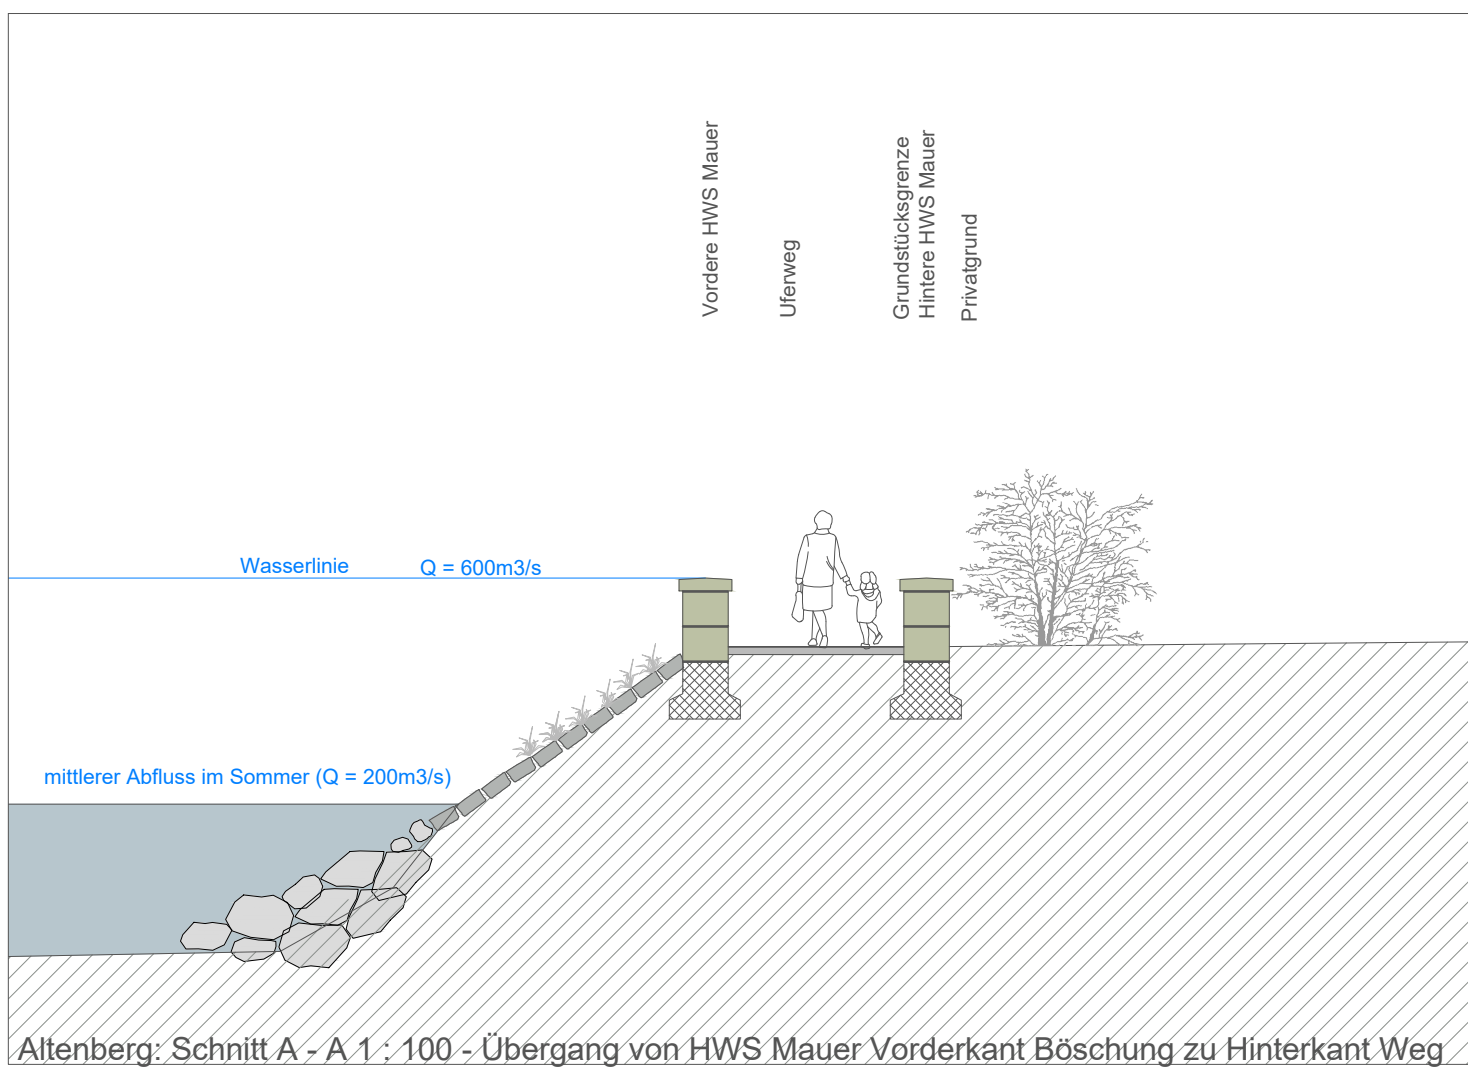 Vordere HWS Mauer
Uferweg
Grundstücksgrenze
Hintere HWS Mauer
Privatgrund
Wasserlinie
Q = 600m3/s
mittlerer Abfluss im Sommer (Q = 200m3/s)
Altenberg: Schnitt A - A 1 : 100 - Übergang von HWS Mauer Vorderkant Böschung zu Hinterkant Weg